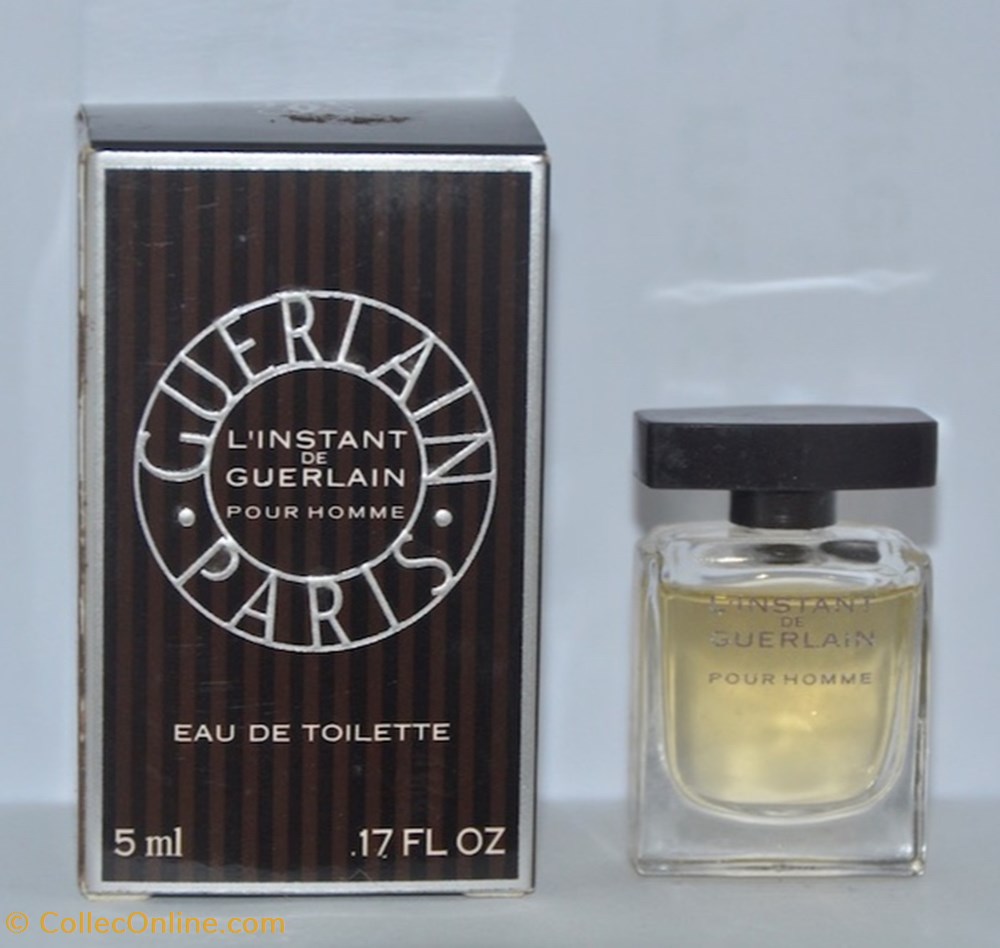 GUERLAIN
L'INSTANT
DE
GUERLAIN
POUR HOMME
PARIS
EAU DE TOILETTE
5 ml .17 FL OZ
L'INSTANT
DE
GUERLAIN
POUR HOMME
© CollecOnline.com